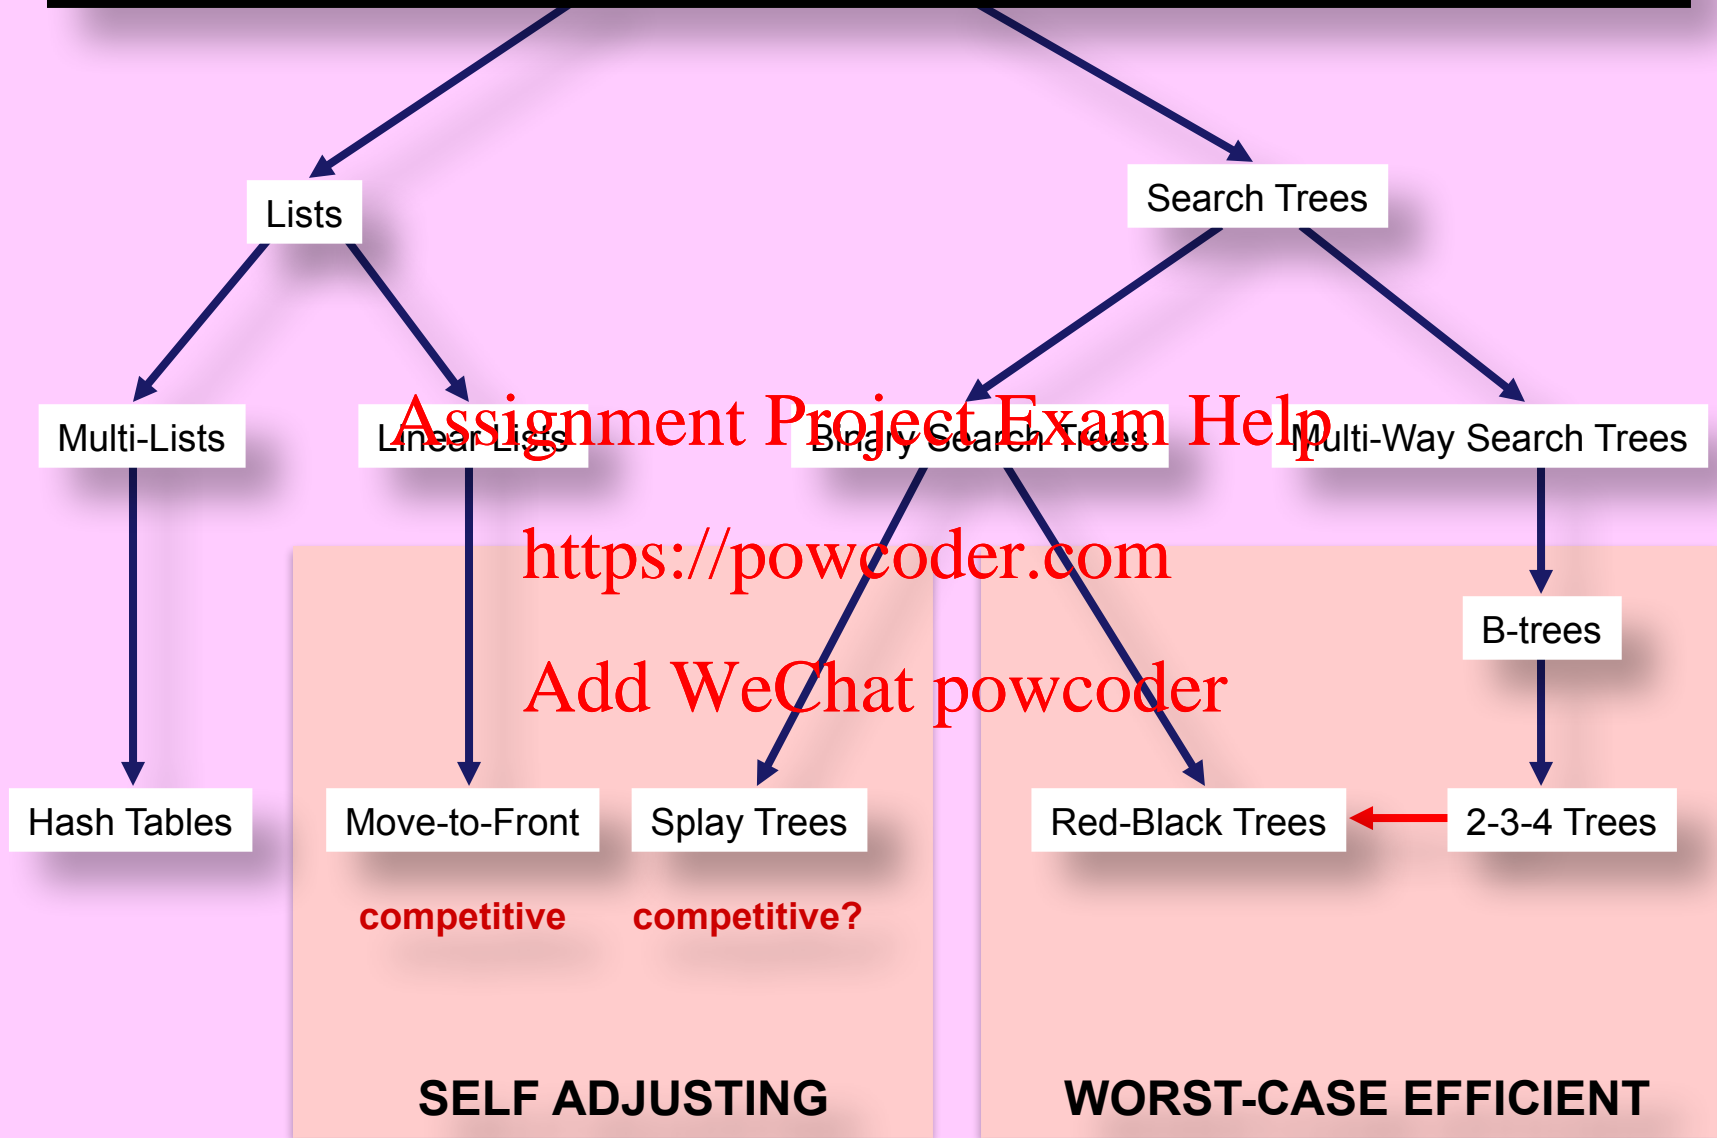 Lists
Search Trees
Multi-Lists
Linear Lists
Binary Search Trees
Multi-Way Search Trees
Assignment Project Exam Help
https://powcoder.com
B-trees
Add WeChat powcoder
Hash Tables
Move-to-Front
Splay Trees
Red-Black Trees
2-3-4 Trees
competitive
competitive?
SELF ADJUSTING
WORST-CASE EFFICIENT